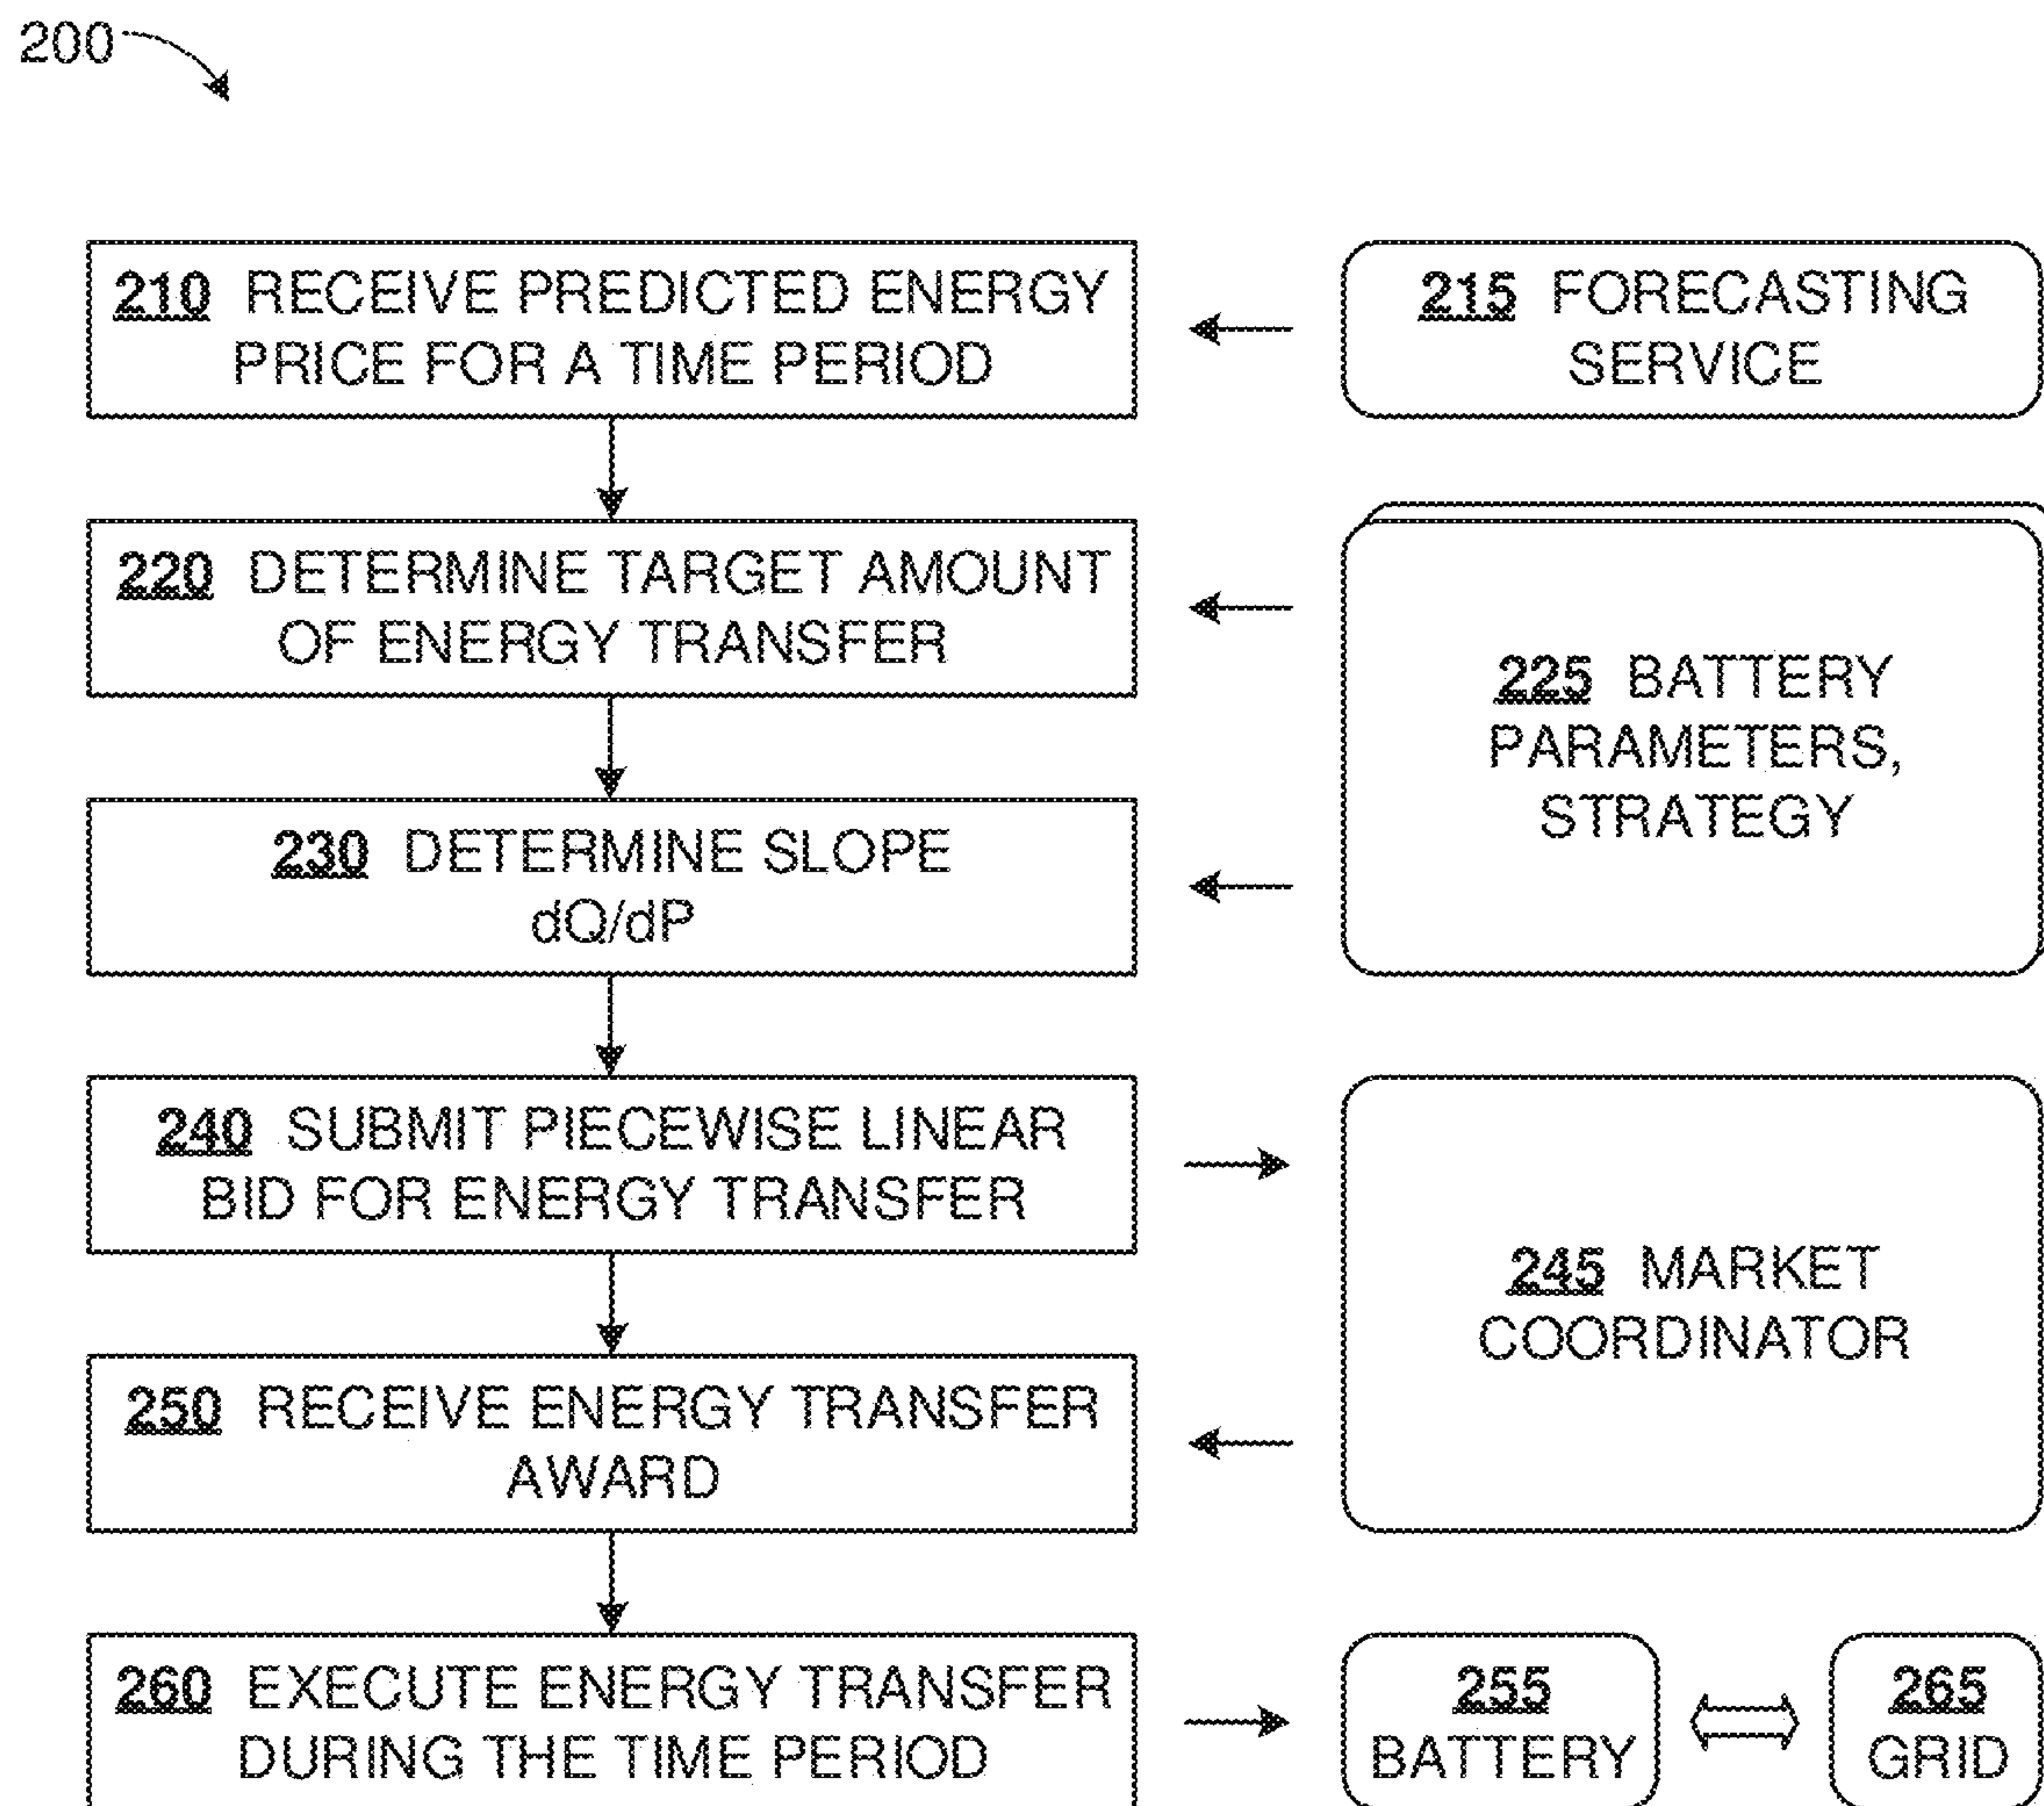 200
210 RECEIVE PREDICTED ENERGY
PRICE FOR A TIME PERIOD
215 FORECASTING
SERVICE
220 DETERMINE TARGET AMOUNT
OF ENERGY TRANSFER
225 BATTERY
PARAMETERS,
STRATEGY
230 DETERMINE SLOPE
dQ/dP
240 SUBMIT PIECEWISE LINEAR
BID FOR ENERGY TRANSFER
245 MARKET
COORDINATOR
250 RECEIVE ENERGY TRANSFER
AWARD
260 EXECUTE ENERGY TRANSFER
DURING THE TIME PERIOD
255
BATTERY
265
GRID